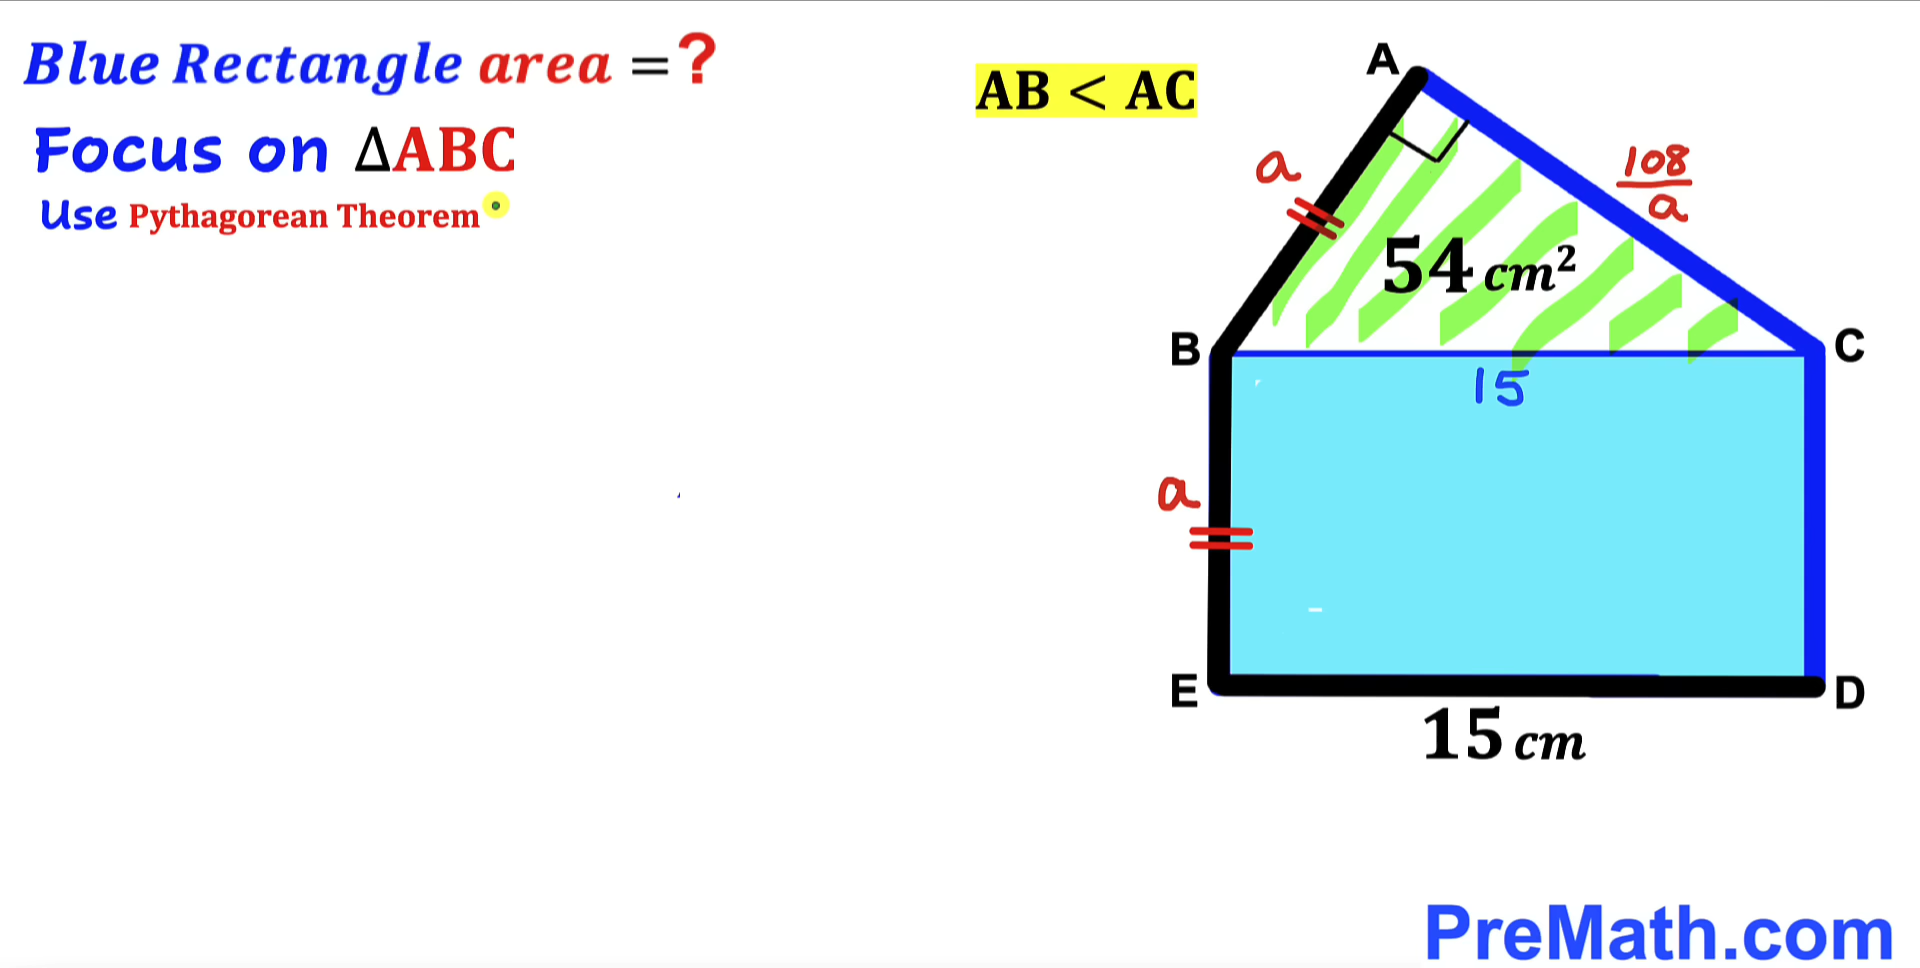 Blue Rectangle area = ?
Focus on ΔABC
Use Pythagorean Theorem
AB < AC
A
a
108
a
54 cm²
B
C
15
a
E
D
15 cm
PreMath.com